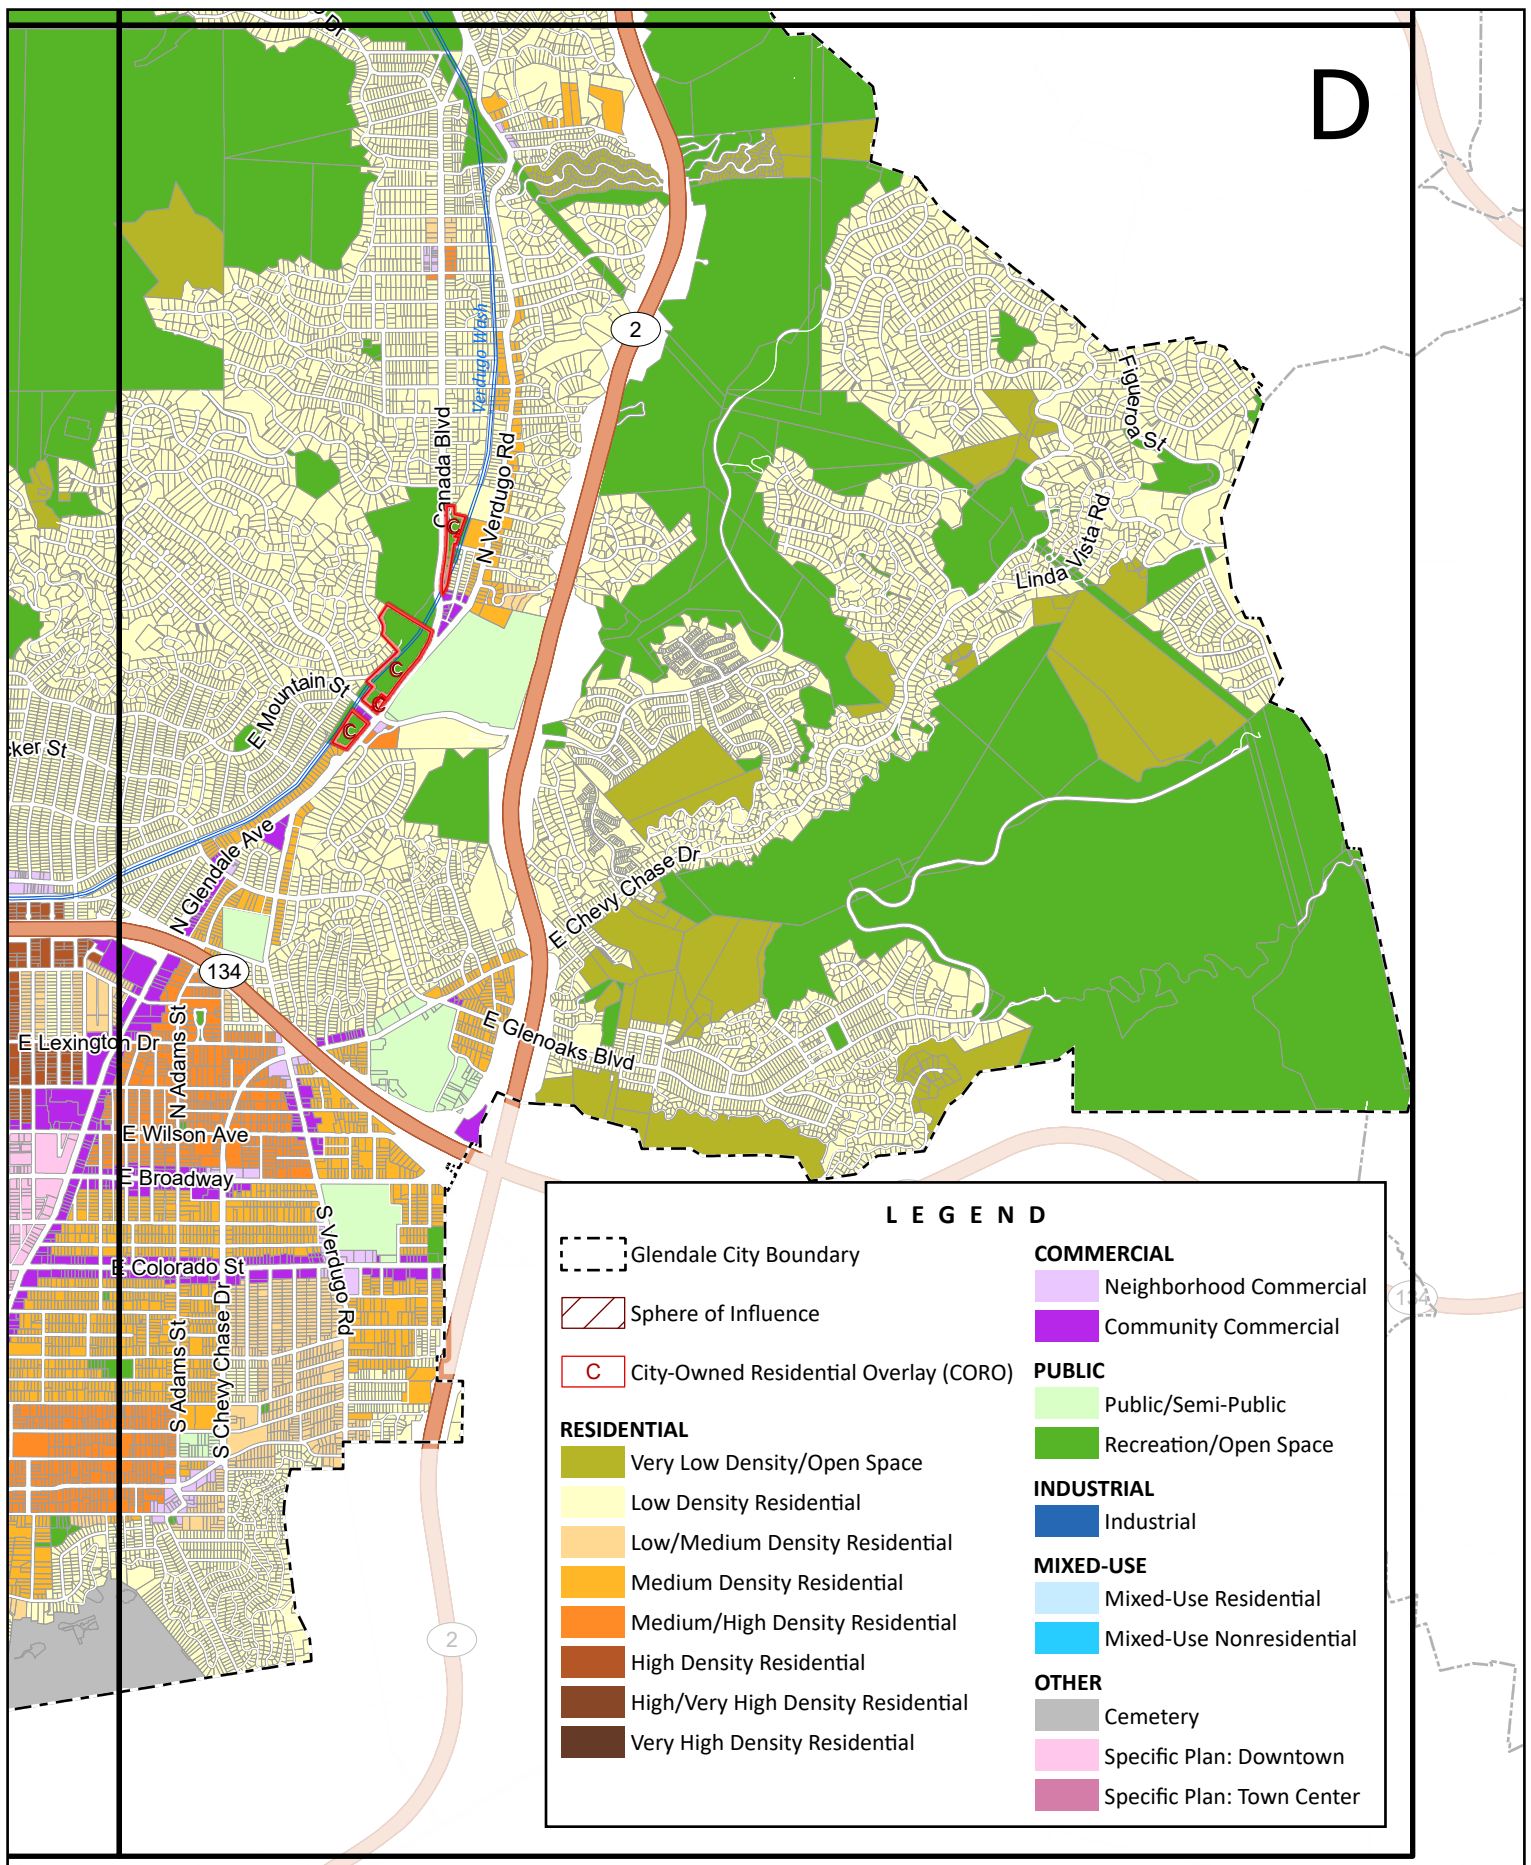 Dr
D
Verdugo Wash
2
Canada Blvd
N Verdugo Rd
Figueroa St
Linda Vista Rd
C
C
C
C
E Mountain St
cker St
N Glendale Ave
E Chevy Chase Dr
134
E Lexington Dr
N Adams St
E Glenoaks Blvd
E Wilson Ave
E Broadway
S Verdugo Rd
E Colorado St
S Adams St
S Chevy Chase Dr
134
2
LEGEND
Glendale City Boundary
Sphere of Influence
C City-Owned Residential Overlay (CORO)
RESIDENTIAL
Very Low Density/Open Space
Low Density Residential
Low/Medium Density Residential
Medium Density Residential
Medium/High Density Residential
High Density Residential
High/Very High Density Residential
Very High Density Residential
COMMERCIAL
Neighborhood Commercial
Community Commercial
PUBLIC
Public/Semi-Public
Recreation/Open Space
INDUSTRIAL
Industrial
MIXED-USE
Mixed-Use Residential
Mixed-Use Nonresidential
OTHER
Cemetery
Specific Plan: Downtown
Specific Plan: Town Center